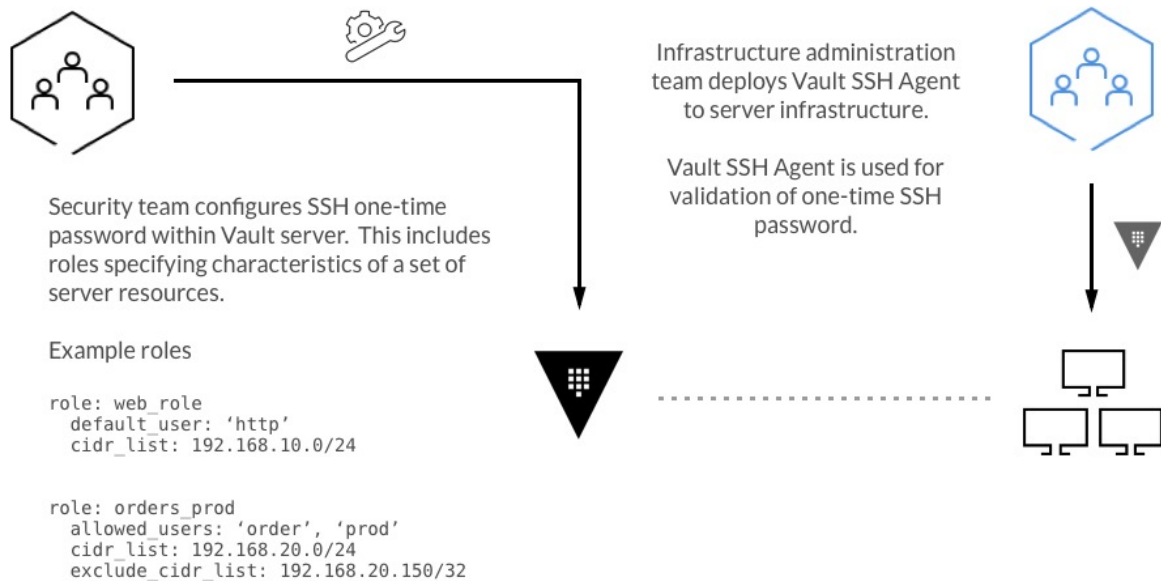 Infrastructure administration
team deploys Vault SSH Agent
to server infrastructure.
Vault SSH Agent is used for
validation of one-time SSH
password.
Security team configures SSH one-time
password within Vault server.  This includes
roles specifying characteristics of a set of
server resources.
Example roles
role: web_role
  default_user: ‘http’
  cidr_list: 192.168.10.0/24
role: orders_prod
  allowed_users: ‘order’, ‘prod’
  cidr_list: 192.168.20.0/24
  exclude_cidr_list: 192.168.20.150/32